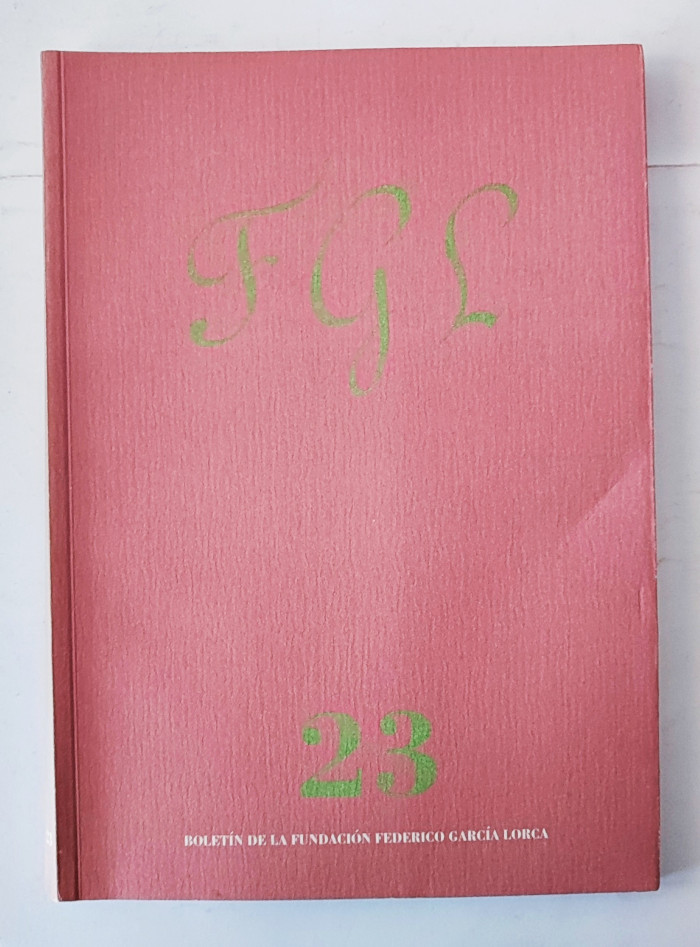 FGL
23
BOLETÍN DE LA FUNDACIÓN FEDERICO GARCÍA LORCA